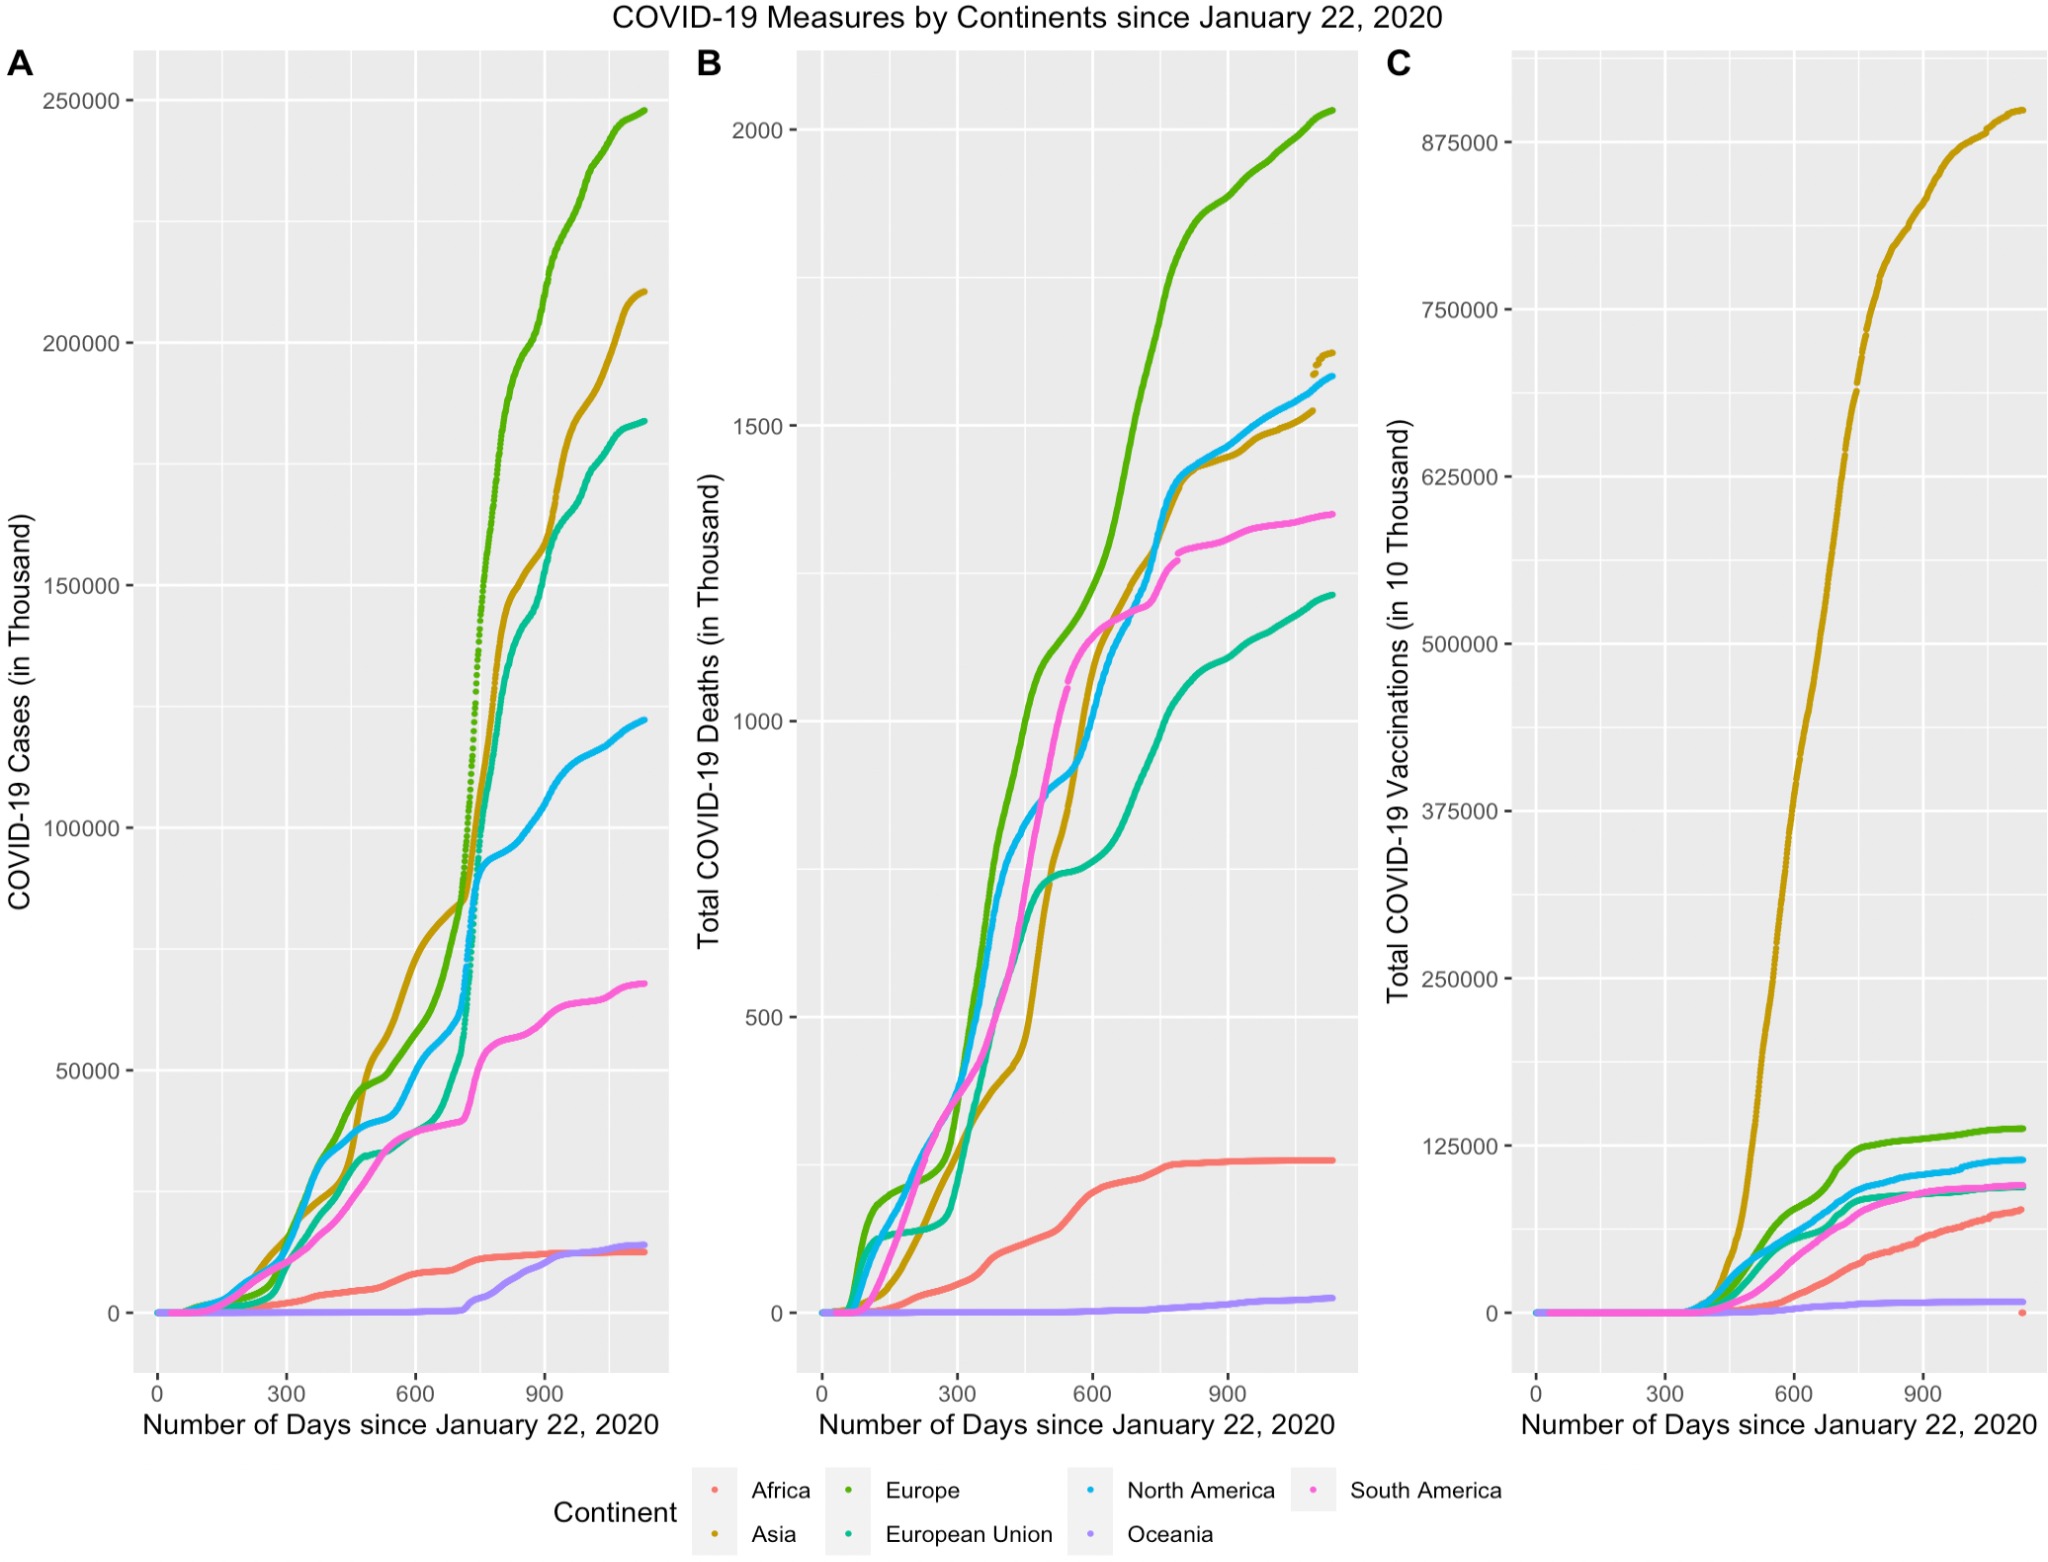 COVID-19 Measures by Continents since January 22, 2020
A
COVID-19 Cases (in Thousand)
250000
200000
150000
100000
50000
0
0 300 600 900
Number of Days since January 22, 2020
B
Total COVID-19 Deaths (in Thousand)
2000
1500
1000
500
0
0 300 600 900
Number of Days since January 22, 2020
C
Total COVID-19 Vaccinations (in 10 Thousand)
875000
750000
625000
500000
375000
250000
125000
0
0 300 600 900
Number of Days since January 22, 2020
Continent
Africa Europe North America South America
Asia European Union Oceania